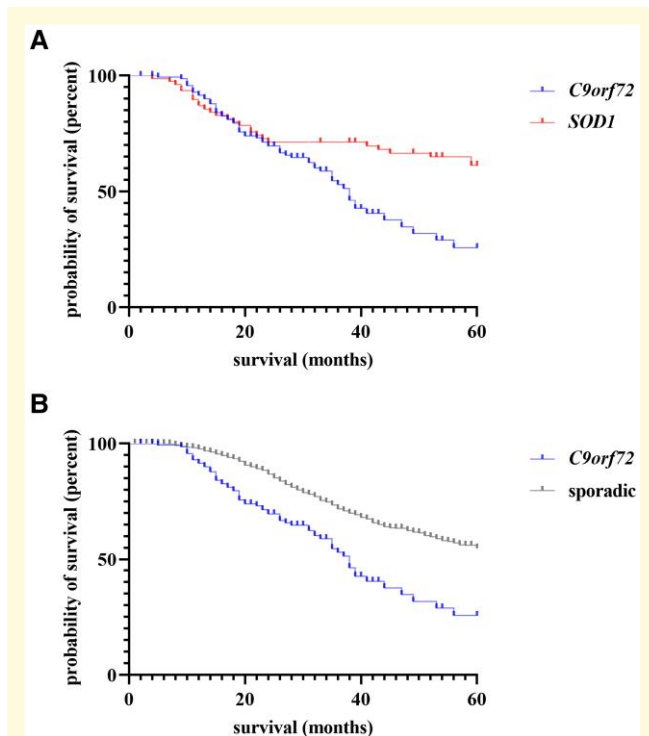 A
probability of survival (percent)
100
50
0
0 20 40 60
survival (months)
C9orf72
SOD1
B
probability of survival (percent)
100
50
0
0 20 40 60
survival (months)
C9orf72
sporadic